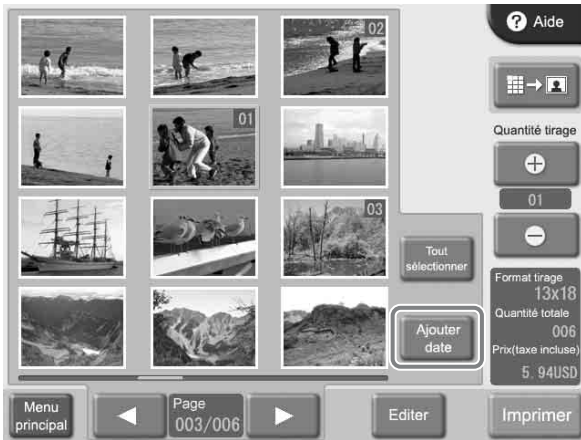 02
01
03
? Aide
Quantité tirage
01
Tout
sélectionner
Ajouter
date
Format tirage
13x18
Quantité totale
006
Prix(taxe incluse)
5.94USD
Menu
principal
Page
003/006
Editer
Imprimer